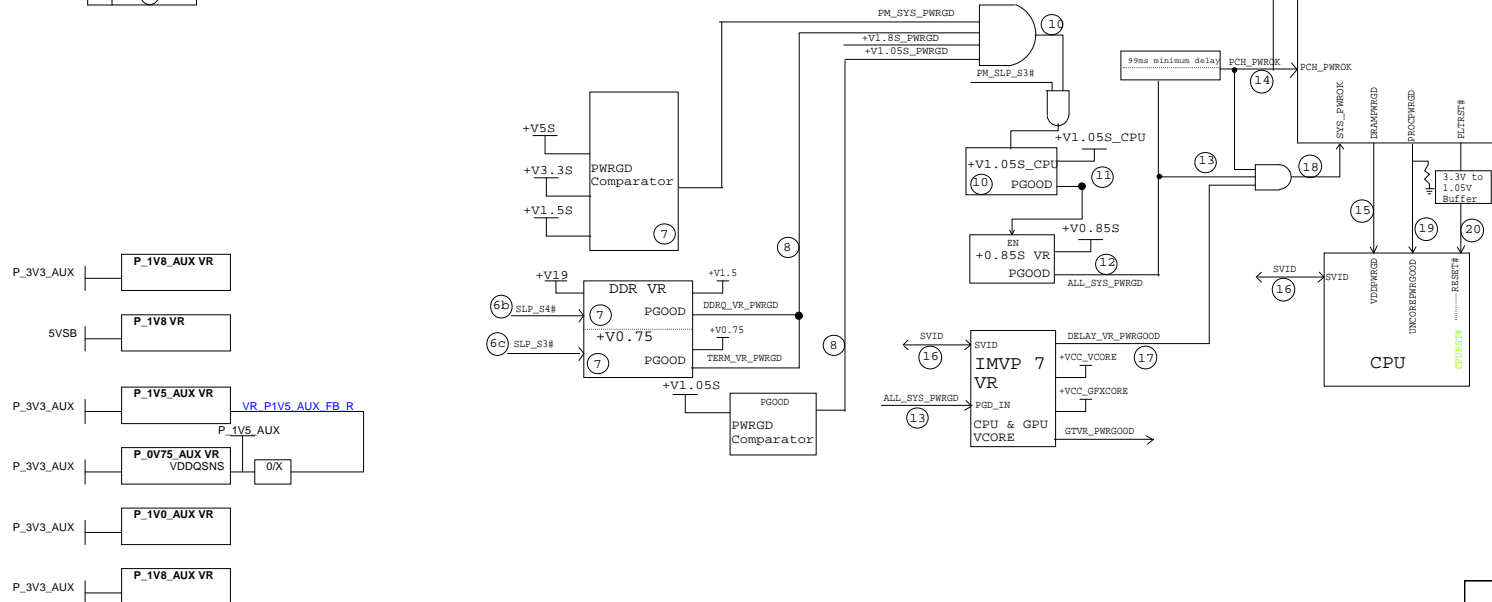 PM_SYS_PWRGD
10
+V1.8S_PWRGD
+V1.05S_PWRGD
PM_SLP_S3#
99ms minimum delay
PCH_PWROK
14
PCH_PWROK
SYS_PWROK
DRAMPWRGD
PROCPWRGD
PLTRST#
+V5S
+V3.3S
+V1.5S
PWRGD
Comparator
7
+V1.05S_CPU
+V1.05S_CPU
10
PGOOD
11
13
18
3.3V to
1.05V
Buffer
15
19
20
8
+V0.85S
EN
+0.85S VR
PGOOD
12
ALL_SYS_PWRGD
P_3V3_AUX
P_1V8_AUX VR
5VSB
P_1V8 VR
P_3V3_AUX
P_1V5_AUX VR
VR_P1V5_AUX_FB_R
P_1V5_AUX
P_3V3_AUX
P_0V75_AUX VR
VDDQSNS
0/X
P_3V3_AUX
P_1V0_AUX VR
P_3V3_AUX
P_1V8_AUX VR
+V19
6b
SLP_S4#
DDR VR
7
PGOOD
+V1.5
DDRQ_VR_PWRGD
6c
SLP_S3#
+V0.75
7
PGOOD
+V0.75
TERM_VR_PWRGD
8
+V1.05S
PGOOD
PWRGD
Comparator
SVID
16
SVID
IMVP 7
VR
DELAY_VR_PWRGOOD
17
+VCC_VCORE
+VCC_GFXCORE
ALL_SYS_PWRGD
13
PGD_IN
CPU & GPU
VCORE
GTVR_PWRGOOD
SVID
16
SVID
VDDPWRGD
UNCOREPWRGOOD
RESET#
CPURST#
CPU